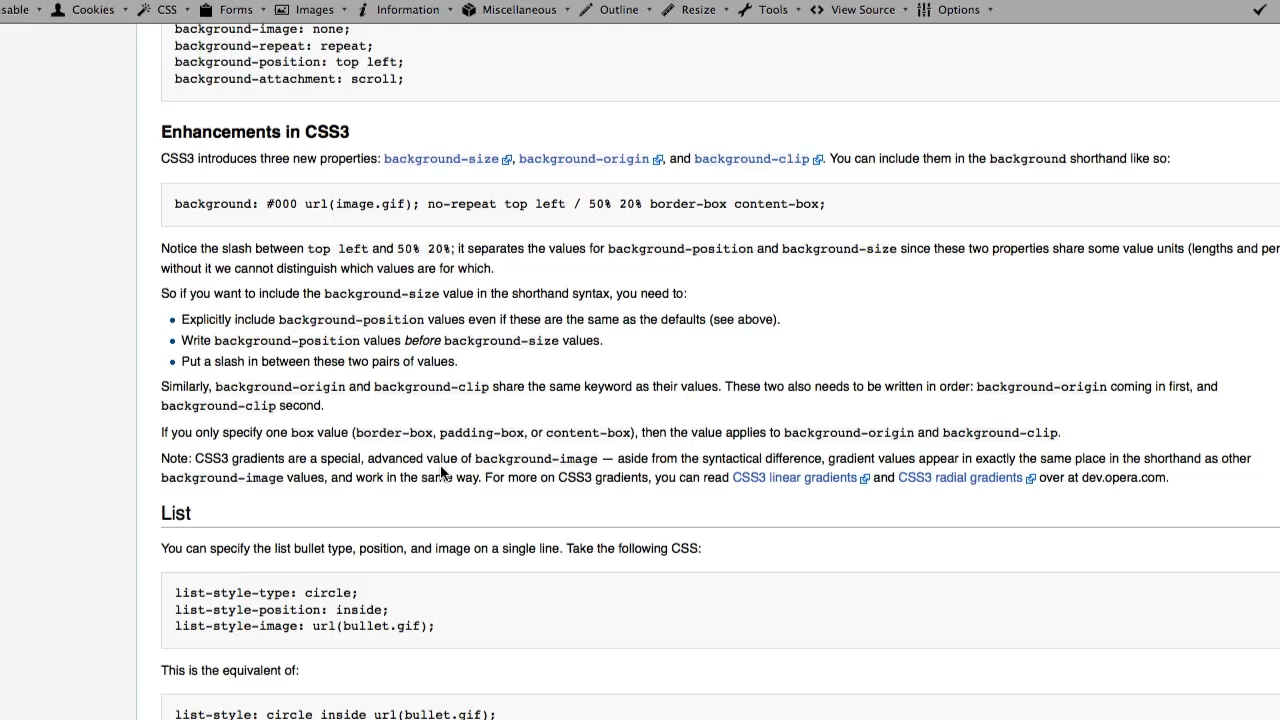 sable Cookies CSS Forms Images Information Miscellaneous Outline Resize Tools View Source Options
background-image: none;
background-repeat: repeat;
background-position: top left;
background-attachment: scroll;
Enhancements in CSS3
CSS3 introduces three new properties: background-size, background-origin, and background-clip. You can include them in the background shorthand like so:
background: #000 url(image.gif); no-repeat top left / 50% 20% border-box content-box;
Notice the slash between top left and 50% 20%; it separates the values for background-position and background-size since these two properties share some value units (lengths and per
without it we cannot distinguish which values are for which.
So if you want to include the background-size value in the shorthand syntax, you need to:
Explicitly include background-position values even if these are the same as the defaults (see above).
Write background-position values before background-size values.
Put a slash in between these two pairs of values.
Similarly, background-origin and background-clip share the same keyword as their values. These two also needs to be written in order: background-origin coming in first, and
background-clip second.
If you only specify one box value (border-box, padding-box, or content-box), then the value applies to background-origin and background-clip.
Note: CSS3 gradients are a special, advanced value of background-image — aside from the syntactical difference, gradient values appear in exactly the same place in the shorthand as other
background-image values, and work in the same way. For more on CSS3 gradients, you can read CSS3 linear gradients and CSS3 radial gradients over at dev.opera.com.
List
You can specify the list bullet type, position, and image on a single line. Take the following CSS:
list-style-type: circle;
list-style-position: inside;
list-style-image: url(bullet.gif);
This is the equivalent of:
list-style: circle inside url(bullet.gif);